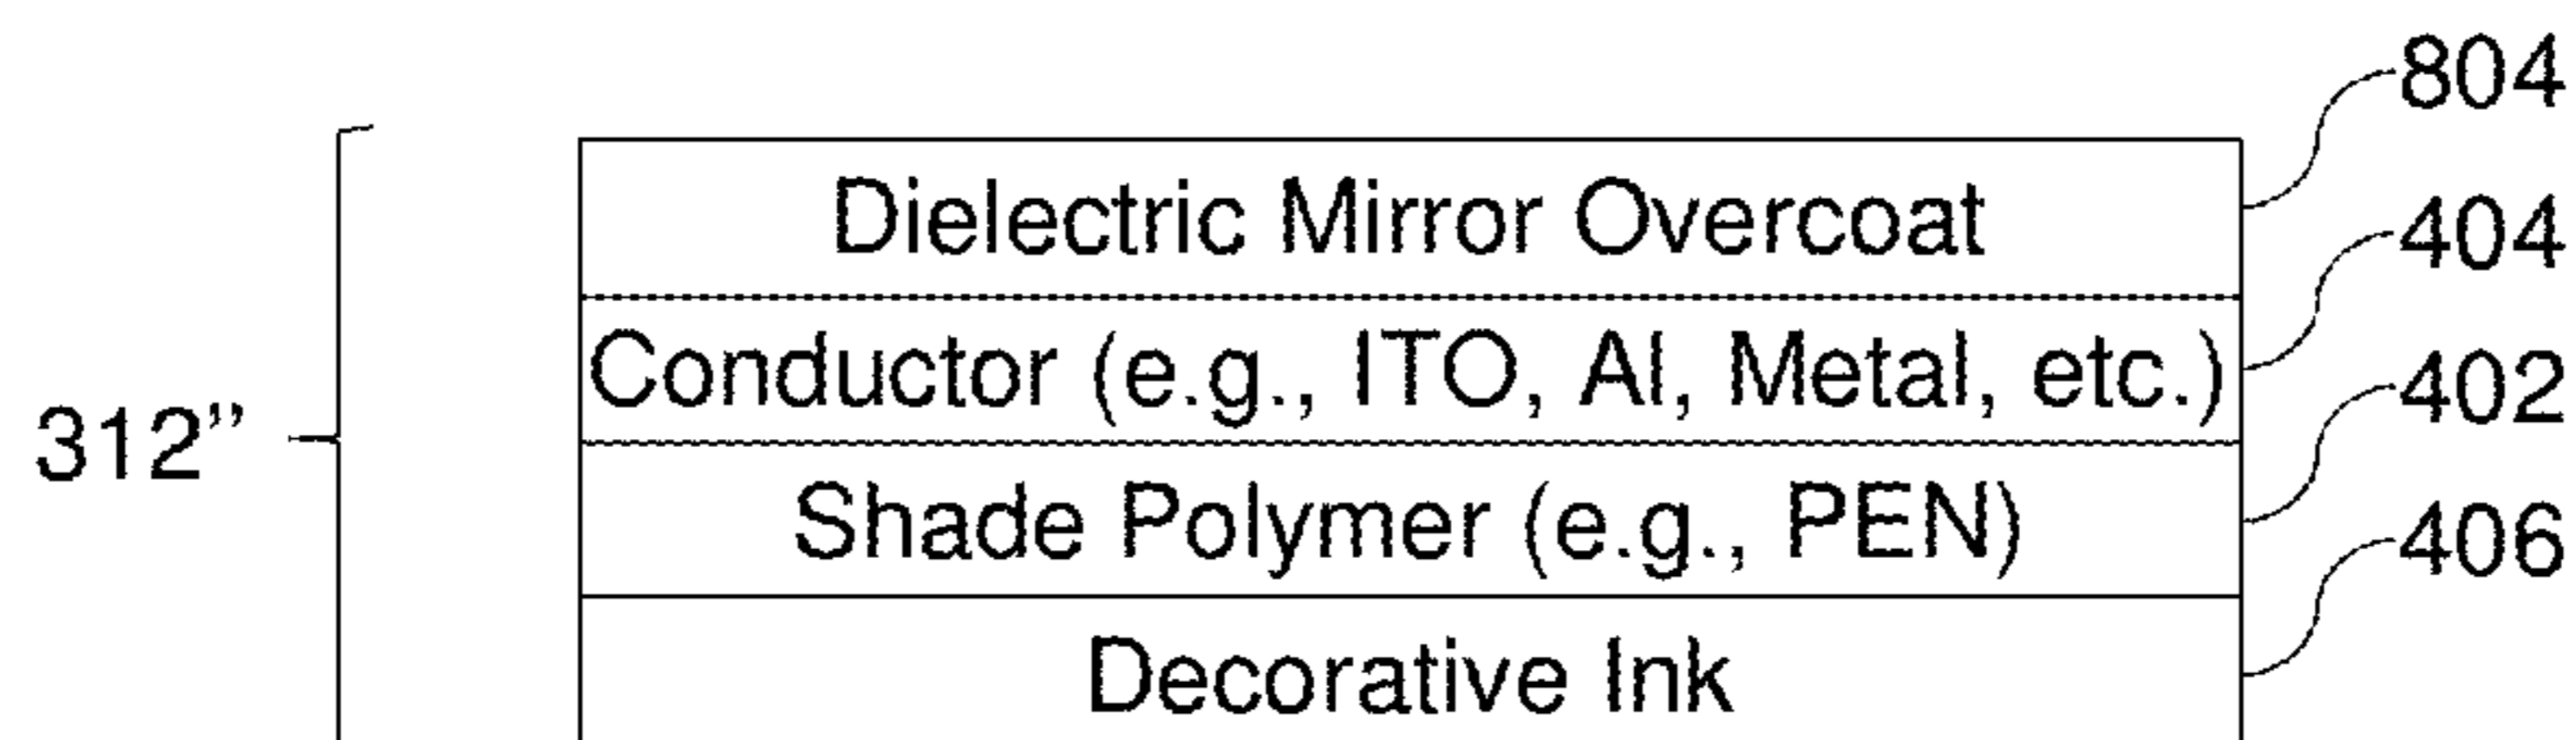 804
Dielectric Mirror Overcoat
404
Conductor (e.g., ITO, Al, Metal, etc.)
402
312”
Shade Polymer (e.g., PEN)
406
Decorative Ink